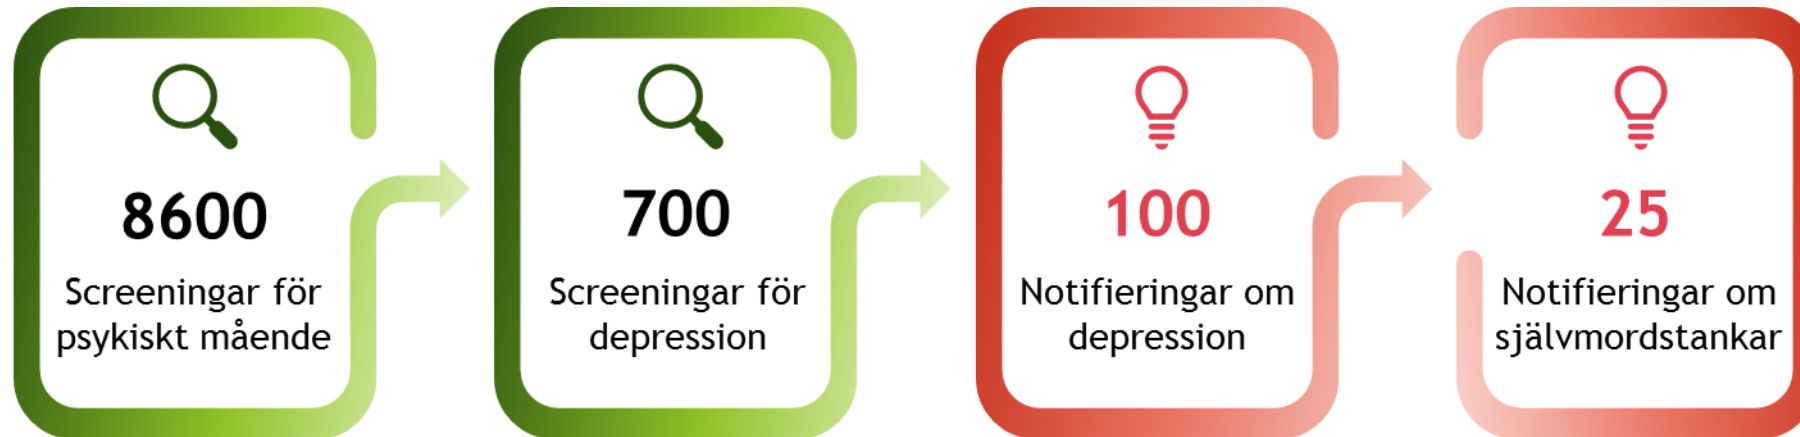 8600
Screeningar för
psykiskt mående
700
Screeningar för
depression
100
Notifieringar om
depression
25
Notifieringar om
självmordstankar